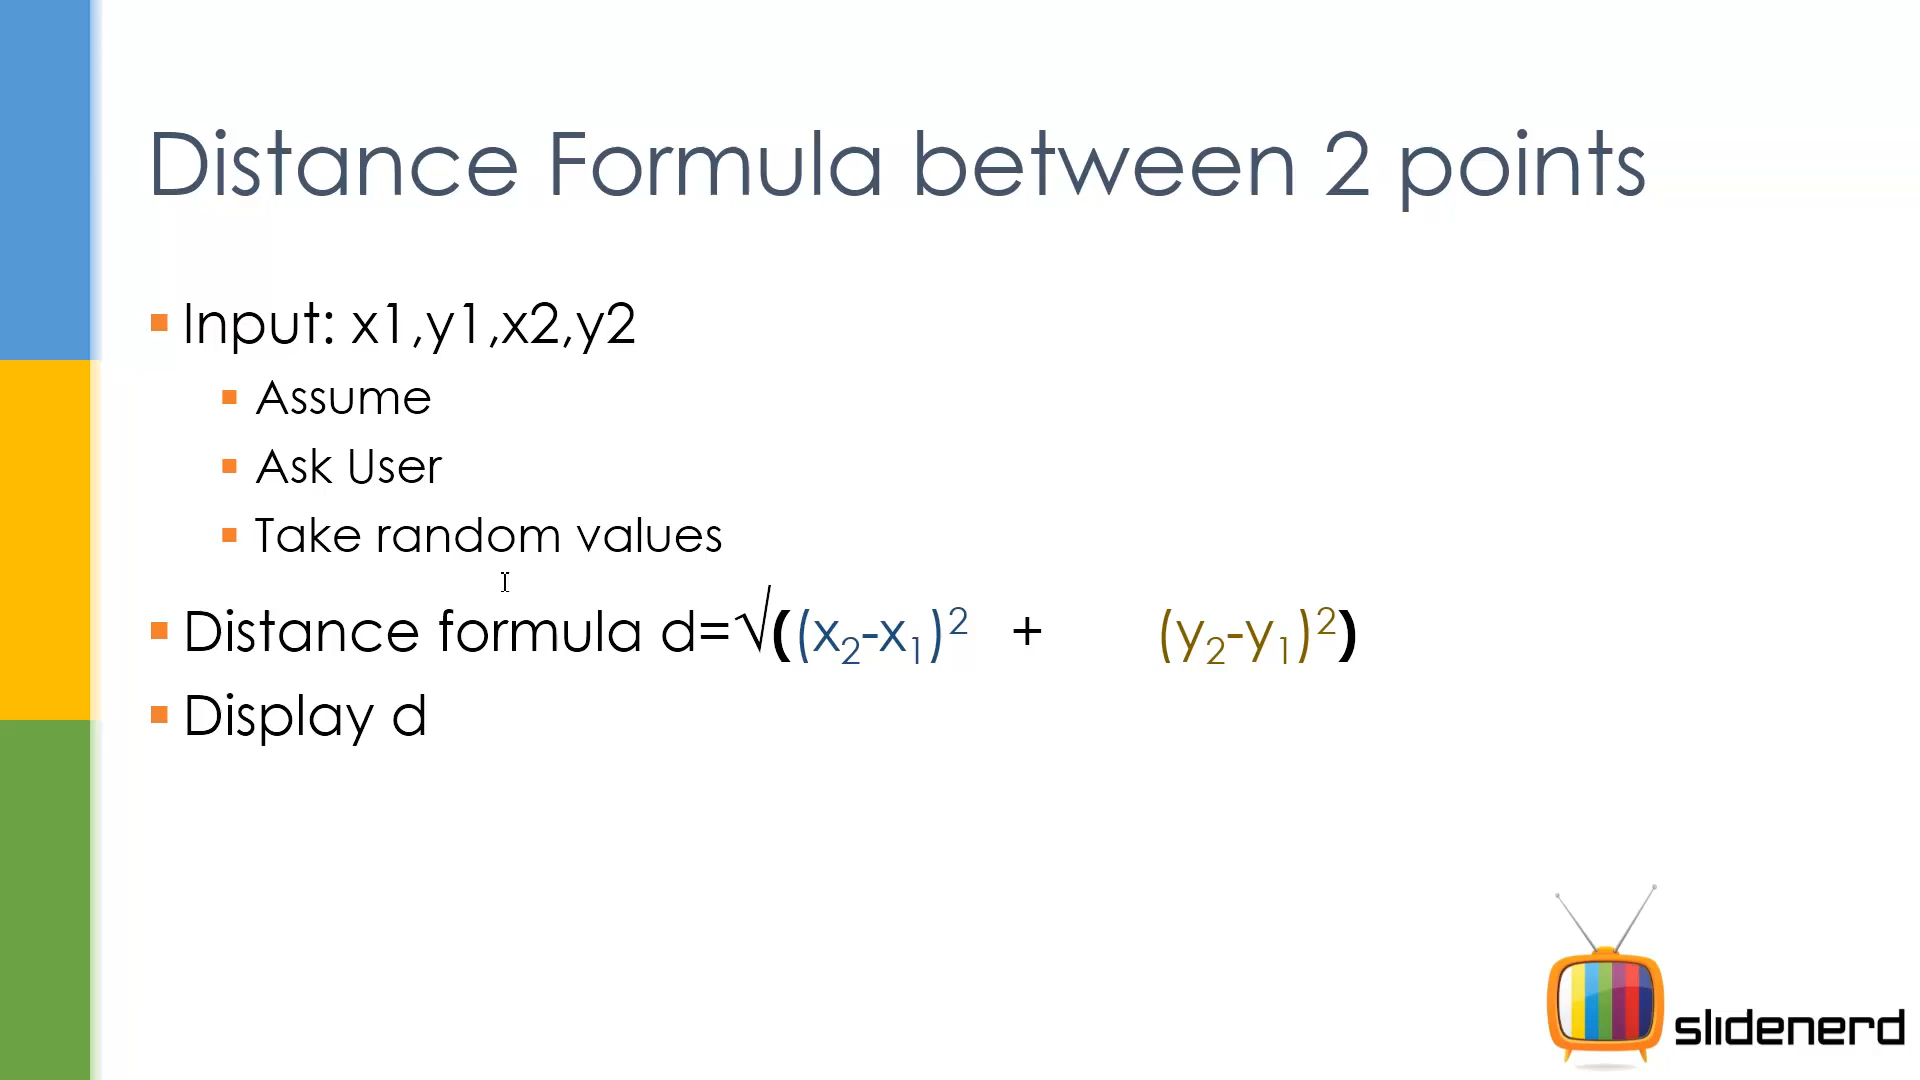 Distance Formula between 2 points
▪ Input: x1,y1,x2,y2
▪ Assume
▪ Ask User
▪ Take random values
▪ Distance formula d=√((x₂-x₁)² + (y₂-y₁)²)
▪ Display d
slidenerd